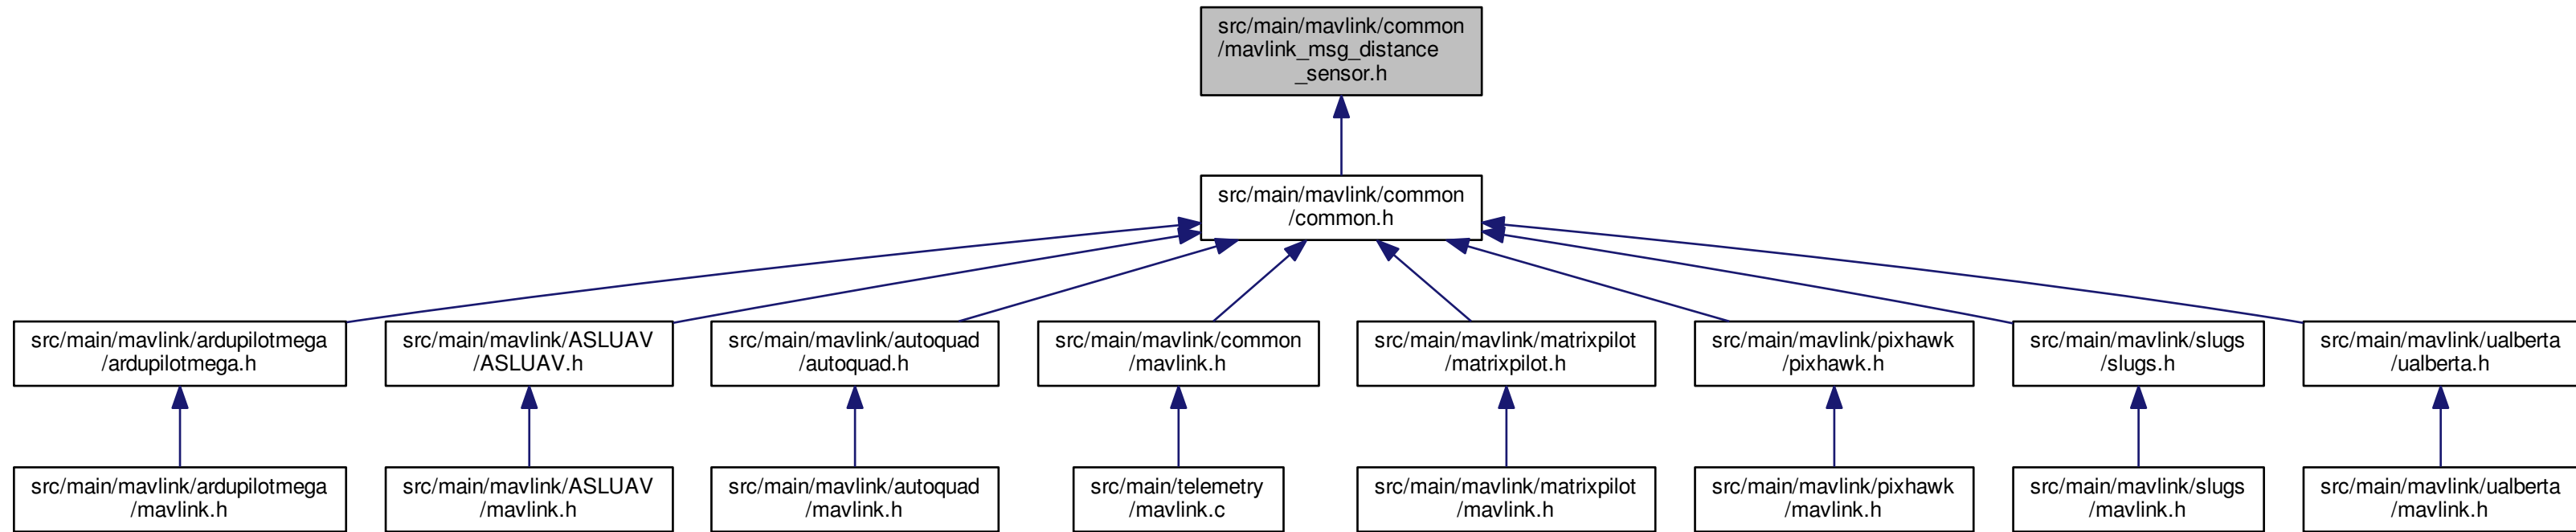 src/main/mavlink/common
/mavlink_msg_distance
_sensor.h
src/main/mavlink/common
/common.h
src/main/mavlink/ardupilotmega
/ardupilotmega.h
src/main/mavlink/ASLUAV
/ASLUAV.h
src/main/mavlink/autoquad
/autoquad.h
src/main/mavlink/common
/mavlink.h
src/main/mavlink/matrixpilot
/matrixpilot.h
src/main/mavlink/pixhawk
/pixhawk.h
src/main/mavlink/slugs
/slugs.h
src/main/mavlink/ualberta
/ualberta.h
src/main/mavlink/ardupilotmega
/mavlink.h
src/main/mavlink/ASLUAV
/mavlink.h
src/main/mavlink/autoquad
/mavlink.h
src/main/telemetry
/mavlink.c
src/main/mavlink/matrixpilot
/mavlink.h
src/main/mavlink/pixhawk
/mavlink.h
src/main/mavlink/slugs
/mavlink.h
src/main/mavlink/ualberta
/mavlink.h